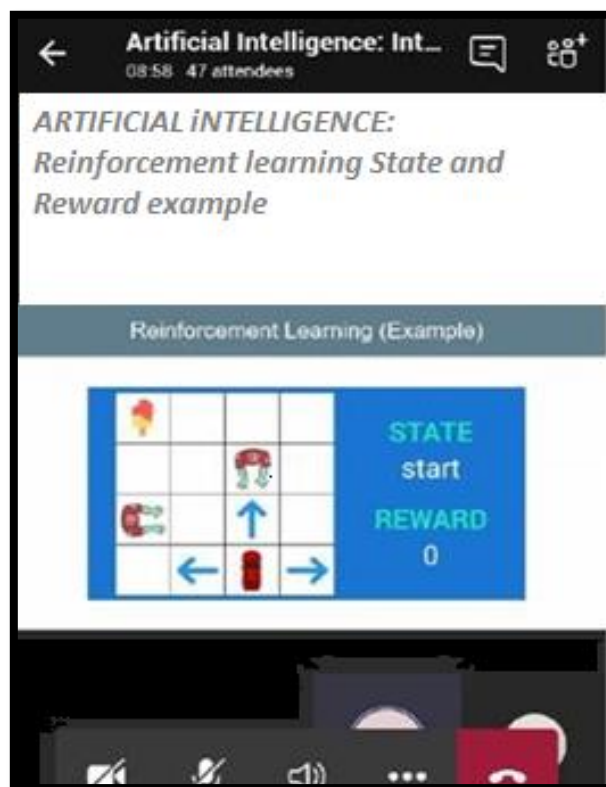 Artificial Intelligence: Int...
08:58 47 attendees
ARTIFICIAL iNTELLIGENCE:
Reinforcement learning State and
Reward example
Reinforcement Learning (Example)
STATE
start
REWARD
0